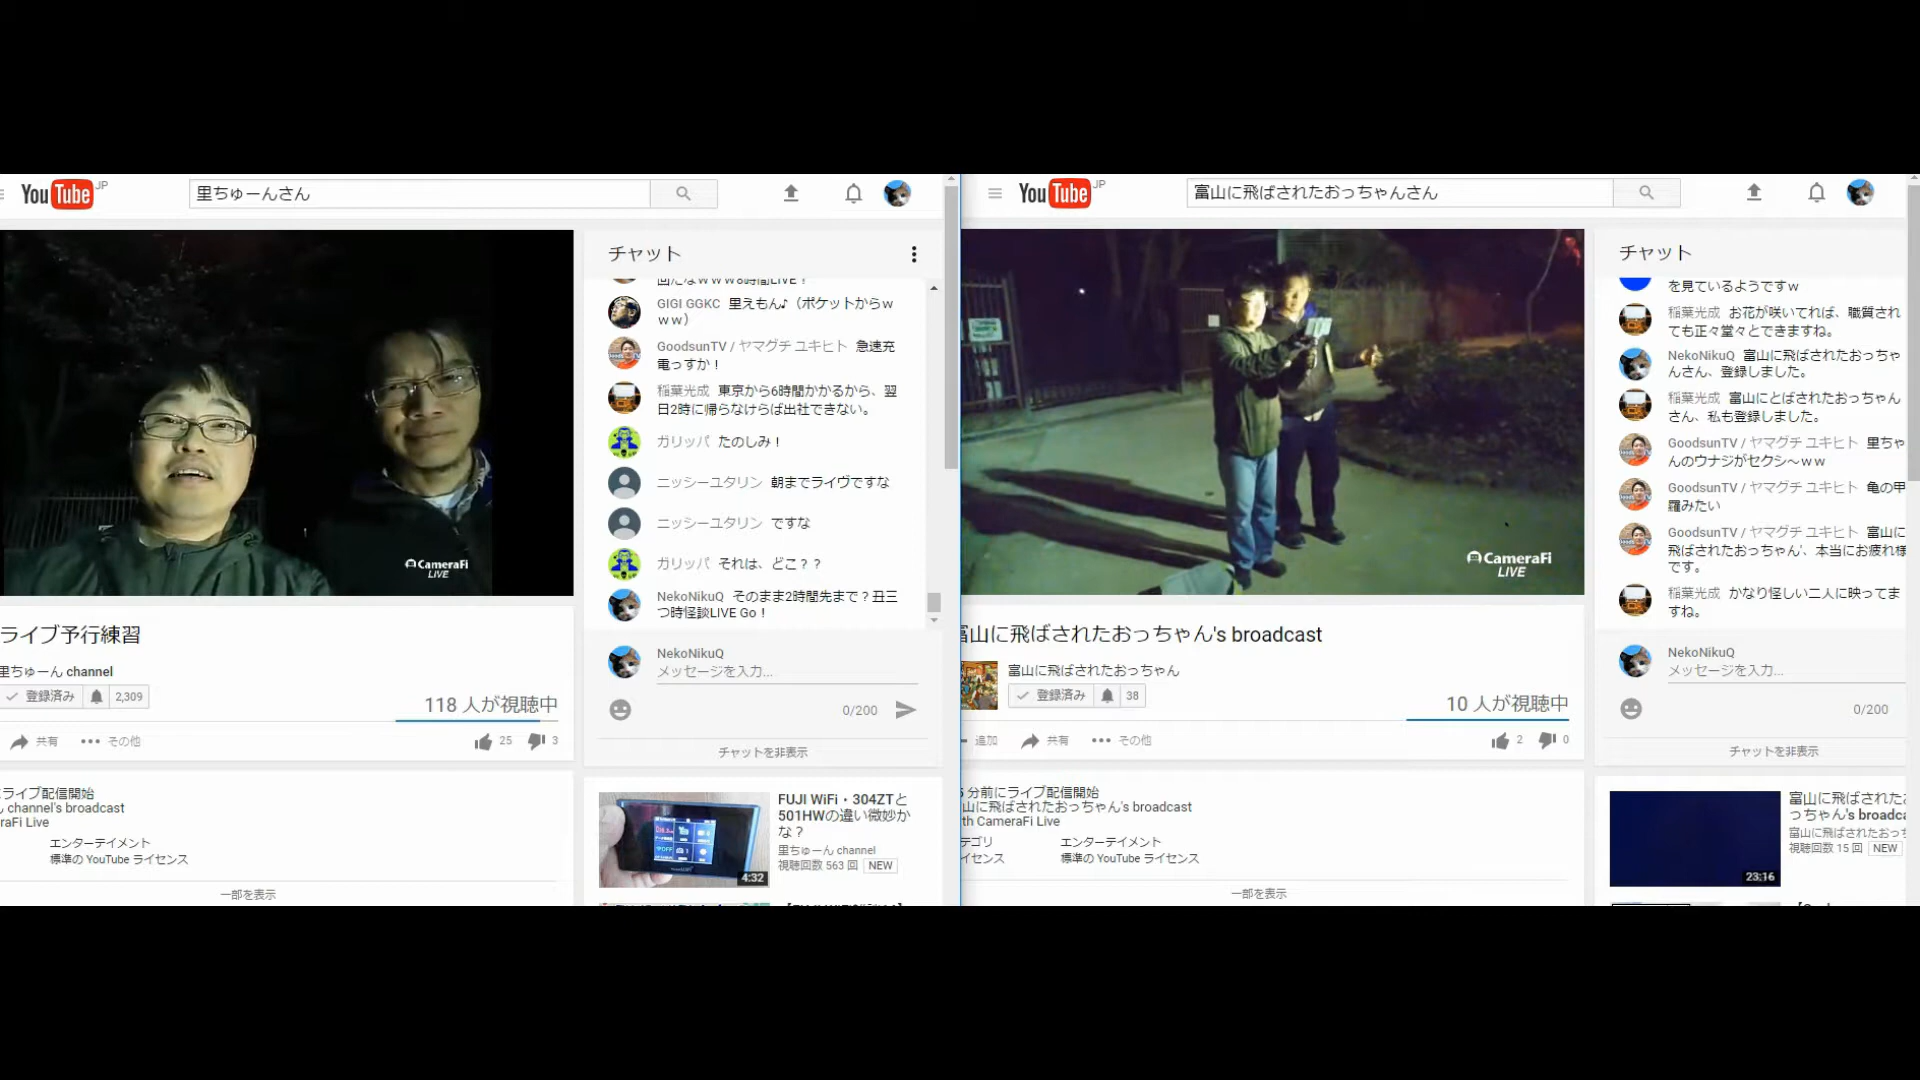 YouTube JP
里ちゅーんさん
チャット
GIGI GGKC 里えもん♪（ポケットからｗ
ｗｗ）
GoodsunTV / ヤマグチ ユキヒト 急速充
電っすか！
稲葉光成 東京から6時間かかるから、翌
日2時に帰らなけらば出社できない。
ガリッパ たのしみ！
ニッシーユタリン 朝までライヴですな
ニッシーユタリン ですな
ガリッパ それは、どこ？？
NekoNikuQ そのまま2時間先まで？丑三
つ時怪談LIVE Go！
NekoNikuQ
メッセージを入力...
0/200
チャットを非表示
CameraFi
LIVE
ライブ予行練習
里ちゅーん channel
登録済み 2,309
118 人が視聴中
共有 その他 25 3
ライブ配信開始
channel's broadcast
raFi Live
エンターテイメント
標準の YouTube ライセンス
一部を表示
FUJI WiFi・304ZTと
501HWの違い微妙か
な？
里ちゅーん channel
視聴回数 563 回 NEW
4:32
YouTube JP
富山に飛ばされたおっちゃんさん
チャット
を見ているようですｗ
稲葉光成 お花が咲いてれば、職質され
ても正々堂々とできますね。
NekoNikuQ 富山に飛ばされたおっちゃ
んさん、登録しました。
稲葉光成 富山にとばされたおっちゃん
さん、私も登録しました。
GoodsunTV / ヤマグチ ユキヒト 里ちゃ
んのウナジがセクシ～ｗｗ
GoodsunTV / ヤマグチ ユキヒト 亀の甲
羅みたい
GoodsunTV / ヤマグチ ユキヒト 富山に
飛ばされたおっちゃん、本当にお疲れ様
です。
稲葉光成 かなり怪しい二人に映ってま
すね。
NekoNikuQ
メッセージを入力...
0/200
チャットを非表示
CameraFi
LIVE
富山に飛ばされたおっちゃん's broadcast
富山に飛ばされたおっちゃん
登録済み 38
10 人が視聴中
追加 共有 その他 2 0
分前にライブ配信開始
山に飛ばされたおっちゃん's broadcast
th CameraFi Live
テゴリ エンターテイメント
イセンス 標準の YouTube ライセンス
一部を表示
富山に飛ばされたお
っちゃん's broadca
富山に飛ばされたおっち
視聴回数 15 回 NEW
23:16